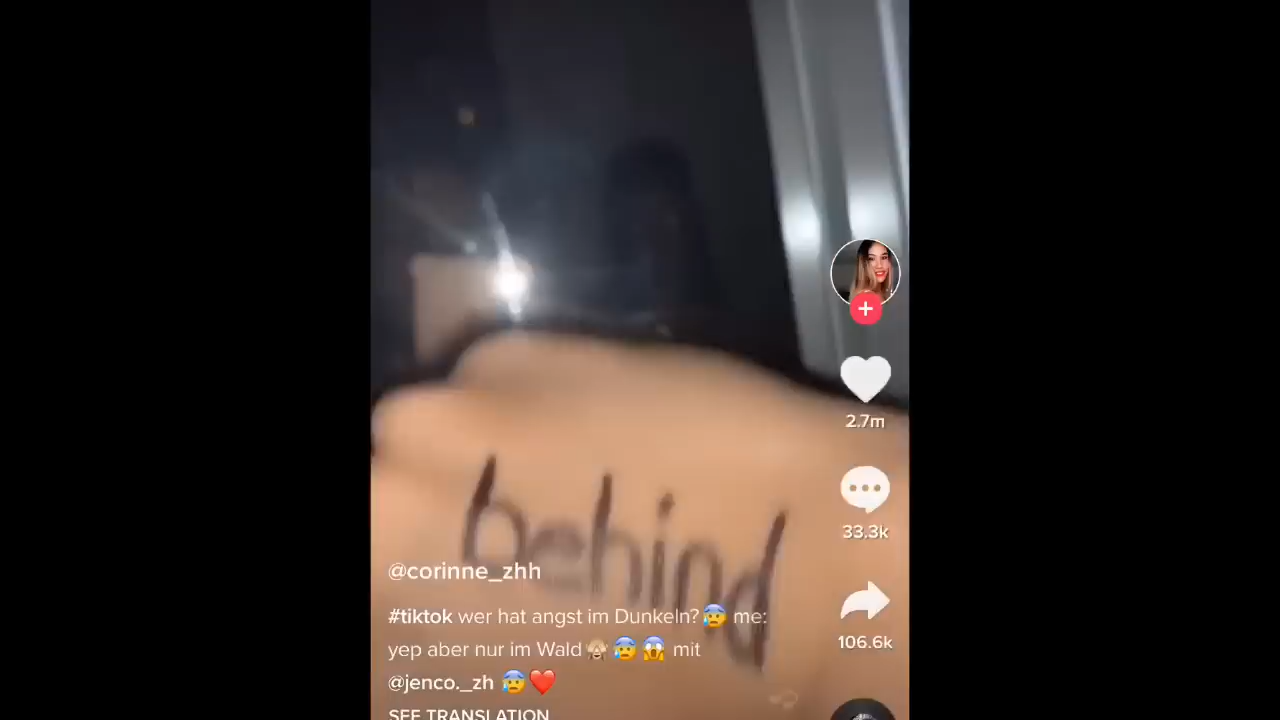 behind
2.7m
33.3k
106.6k
@corinne_zhh
#tiktok wer hat angst im Dunkeln?😰 me:
yep aber nur im Wald🙈😰😱 mit
@jenco._zh 😰❤️
SEE TRANSLATION